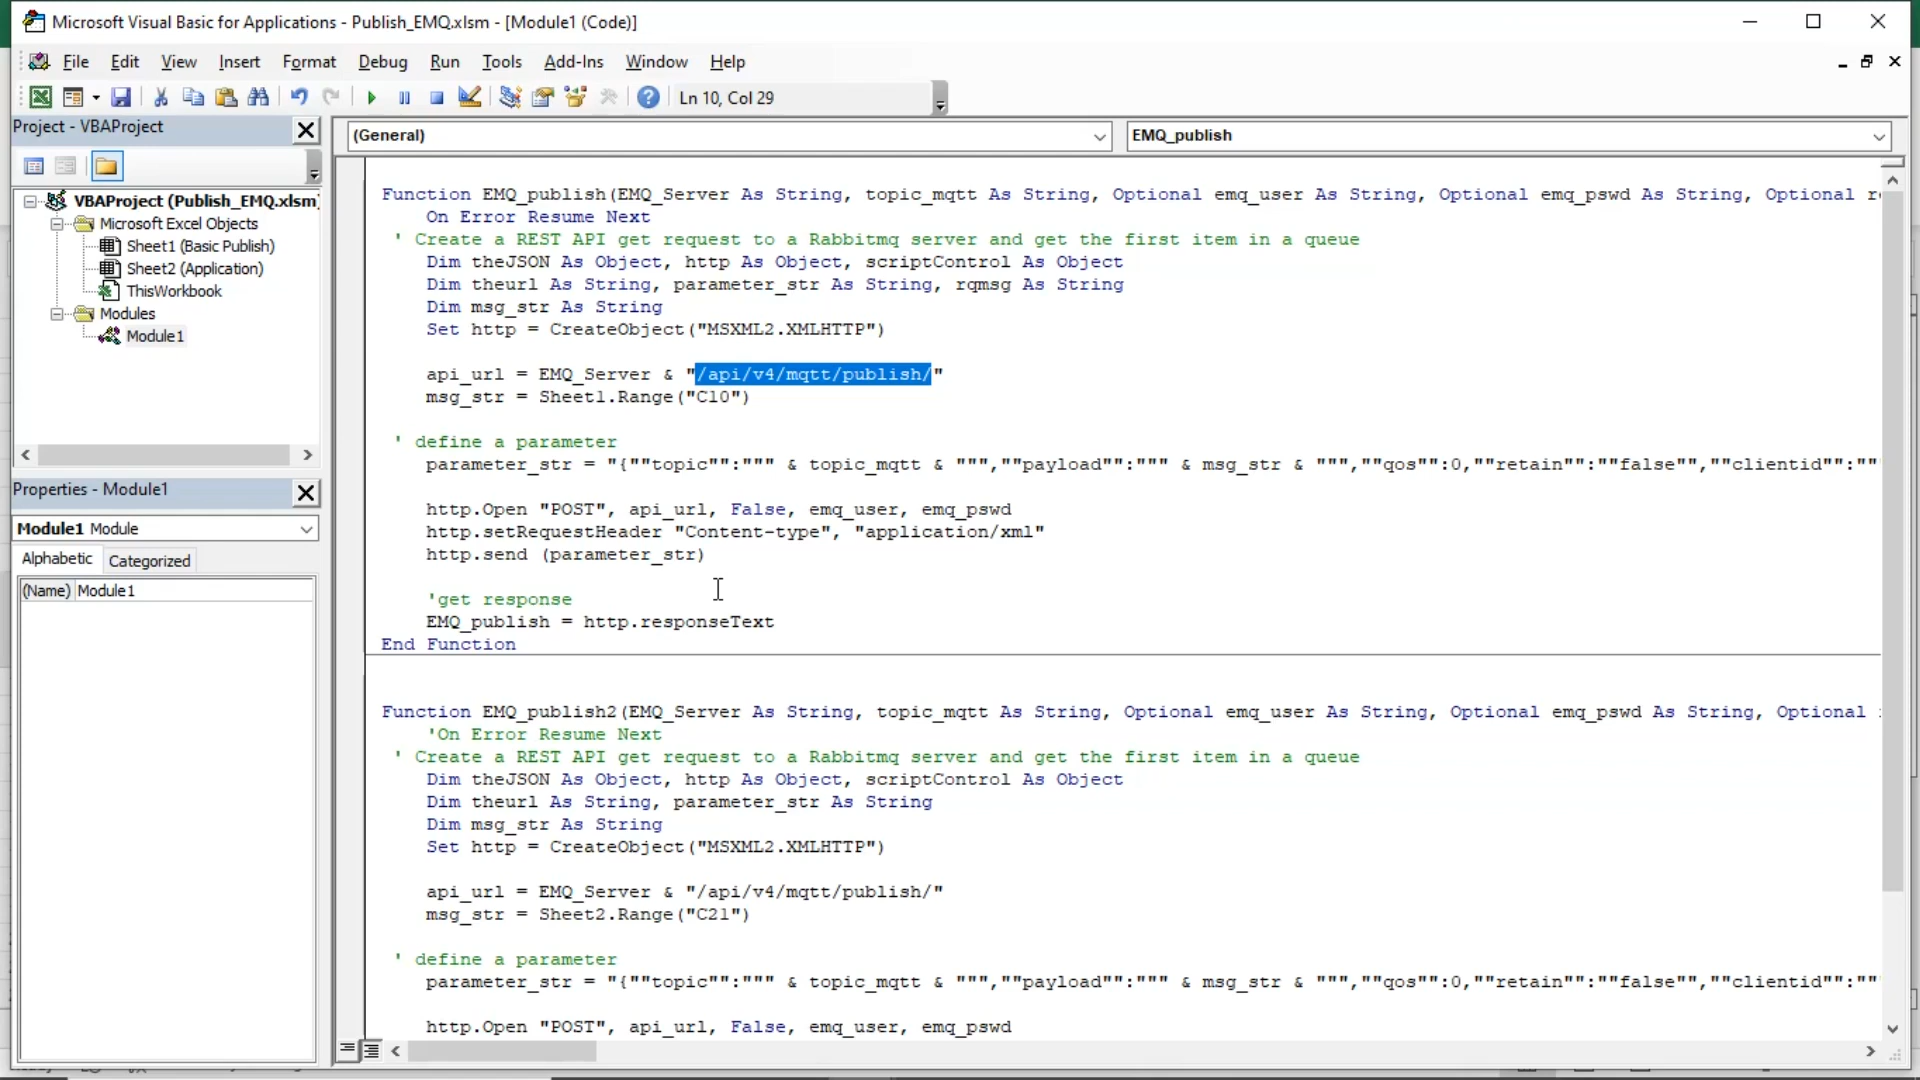 Microsoft Visual Basic for Applications - Publish_EMQ.xlsm - [Module1 (Code)]
File Edit View Insert Format Debug Run Tools Add-Ins Window Help
Ln 10, Col 29
Project - VBAProject
(General)
EMQ_publish
VBAProject (Publish_EMQ.xlsm)
Microsoft Excel Objects
Sheet1 (Basic Publish)
Sheet2 (Application)
ThisWorkbook
Modules
Module1
Properties - Module1
Module1 Module
Alphabetic Categorized
(Name) Module1
Function EMQ_publish(EMQ_Server As String, topic_mqtt As String, Optional emq_user As String, Optional emq_pswd As String, Optional
On Error Resume Next
' Create a REST API get request to a Rabbitmq server and get the first item in a queue
Dim theJSON As Object, http As Object, scriptControl As Object
Dim theurl As String, parameter_str As String, rqmsg As String
Dim msg_str As String
Set http = CreateObject("MSXML2.XMLHTTP")
api_url = EMQ_Server & "/api/v4/mqtt/publish/"
msg_str = Sheet1.Range("C10")
' define a parameter
parameter_str = "{""topic"":""" & topic_mqtt & """,""payload"":""" & msg_str & """,""qos"":0,""retain"":""false"",""clientid"":""
http.Open "POST", api_url, False, emq_user, emq_pswd
http.setRequestHeader "Content-type", "application/xml"
http.send (parameter_str)
'get response
EMQ_publish = http.responseText
End Function
Function EMQ_publish2(EMQ_Server As String, topic_mqtt As String, Optional emq_user As String, Optional emq_pswd As String, Optional
'On Error Resume Next
' Create a REST API get request to a Rabbitmq server and get the first item in a queue
Dim theJSON As Object, http As Object, scriptControl As Object
Dim theurl As String, parameter_str As String
Dim msg_str As String
Set http = CreateObject("MSXML2.XMLHTTP")
api_url = EMQ_Server & "/api/v4/mqtt/publish/"
msg_str = Sheet2.Range("C21")
' define a parameter
parameter_str = "{""topic"":""" & topic_mqtt & """,""payload"":""" & msg_str & """,""qos"":0,""retain"":""false"",""clientid"":""
http.Open "POST", api_url, False, emq_user, emq_pswd